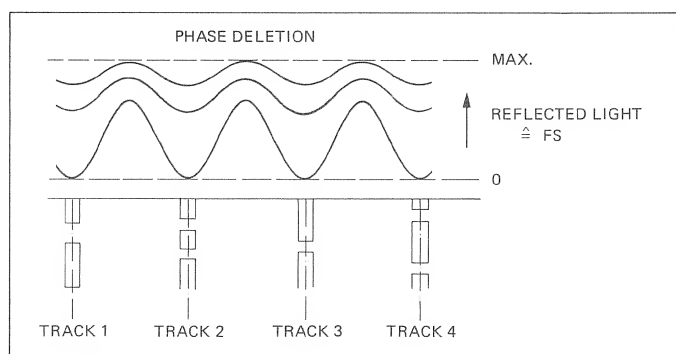 PHASE DELETION
MAX.
REFLECTED LIGHT
≙ FS
0
TRACK 1 TRACK 2 TRACK 3 TRACK 4